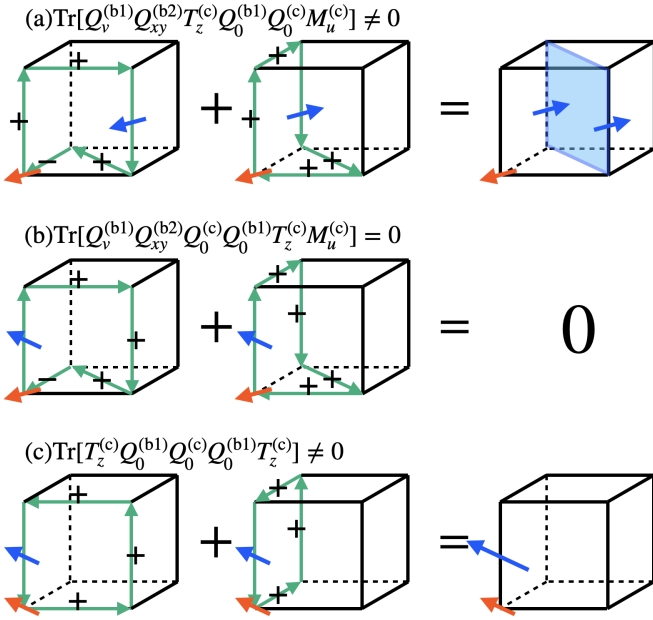 (a)Tr[Q_v^(b1) Q_xy^(b2) T_z^(c) Q_0^(b1) Q_0^(c) M_u^(c)] ≠ 0
+ + + =
+ +
− + + +
(b)Tr[Q_v^(b1) Q_xy^(b2) Q_0^(c) Q_0^(b1) T_z^(c) M_u^(c)] = 0
+ +
+ + + = 0
− + + +
(c)Tr[T_z^(c) Q_0^(b1) Q_0^(c) Q_0^(b1) T_z^(c)] ≠ 0
+ +
+ + + =
+ +